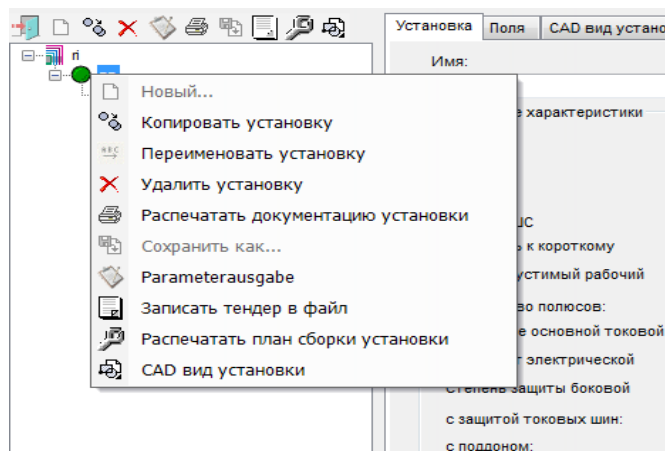 Установка Поля CAD вид устано
Имя:
ri
Новый...
Копировать установку
Переименовать установку
Удалить установку
Распечатать документацию установки
Сохранить как...
Parameterausgabe
Записать тендер в файл
Распечатать план сборки установки
CAD вид установки
е характеристики
к короткому
устимый рабочий
во полюсов:
е основной токовой
электрической
Степень защиты боковой
с защитой токовых шин:
с поддоном: